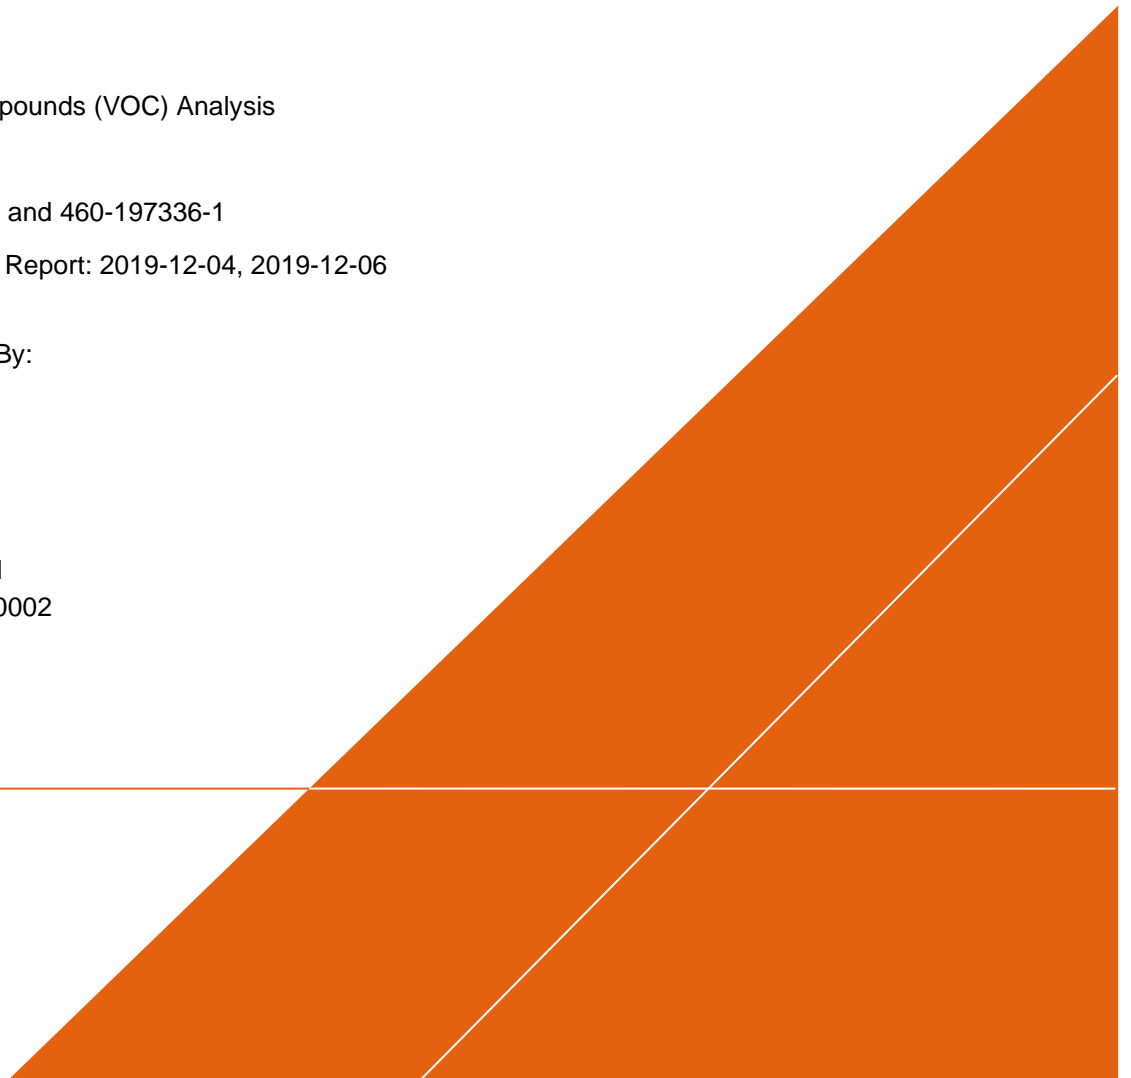 pounds (VOC) Analysis
and 460-197336-1
Report: 2019-12-04, 2019-12-06
By:
0002